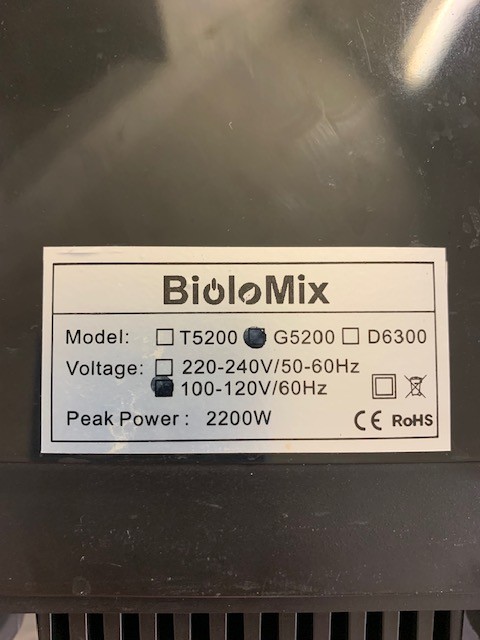 BioloMix
Model: ☐ T5200 ☑ G5200 ☐ D6300
Voltage: ☐ 220-240V/50-60Hz
☑ 100-120V/60Hz
Peak Power: 2200W CE RoHS